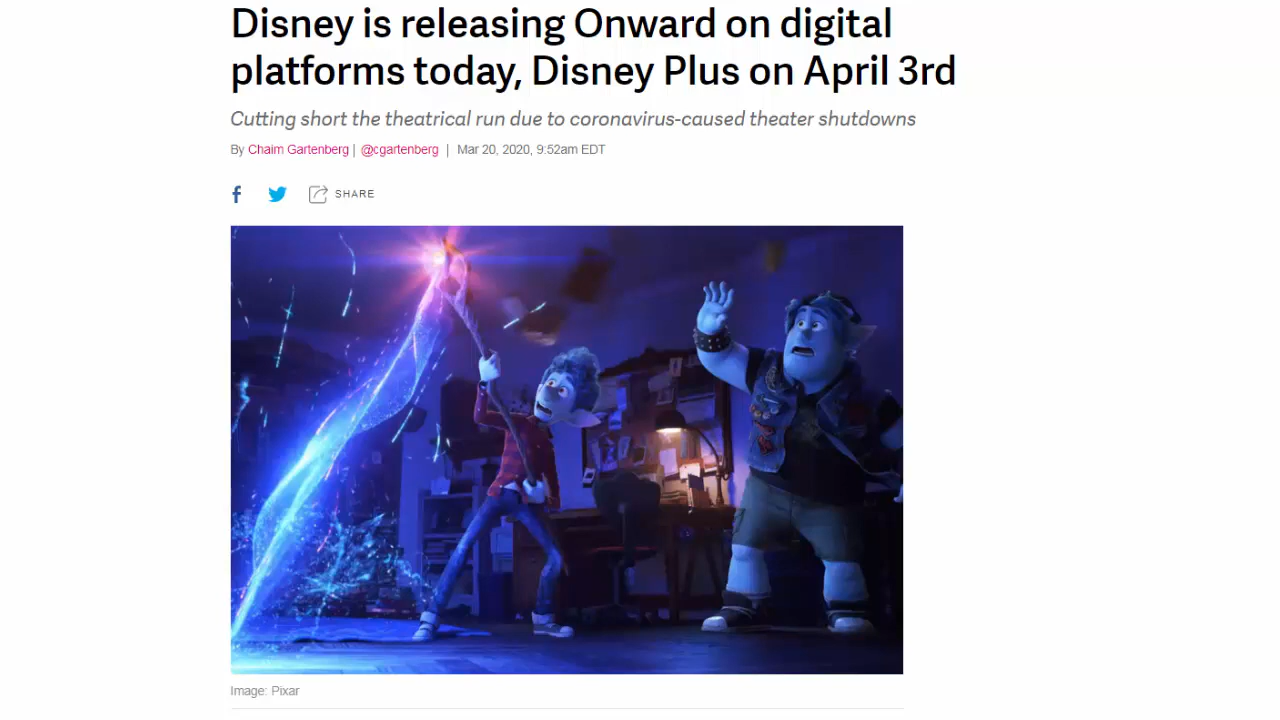 Disney is releasing Onward on digital
platforms today, Disney Plus on April 3rd
Cutting short the theatrical run due to coronavirus-caused theater shutdowns
By Chaim Gartenberg | @cgartenberg | Mar 20, 2020, 9:52am EDT
SHARE
Image: Pixar